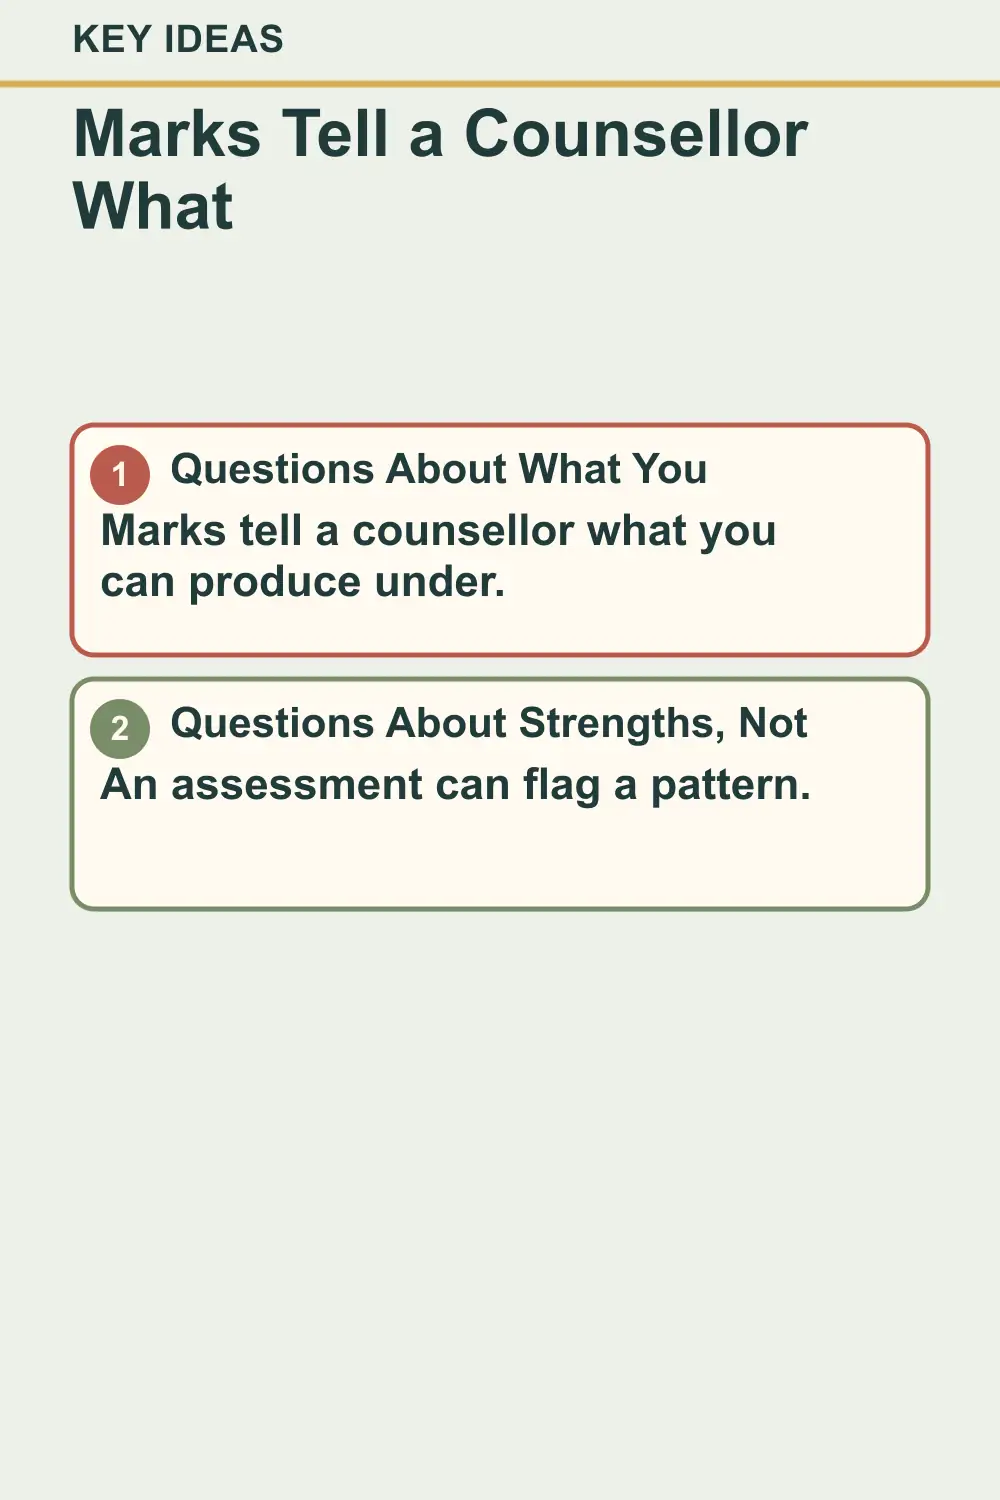 KEY IDEAS
Marks Tell a Counsellor
What
1 Questions About What You
Marks tell a counsellor what you
can produce under.
2 Questions About Strengths, Not
An assessment can flag a pattern.